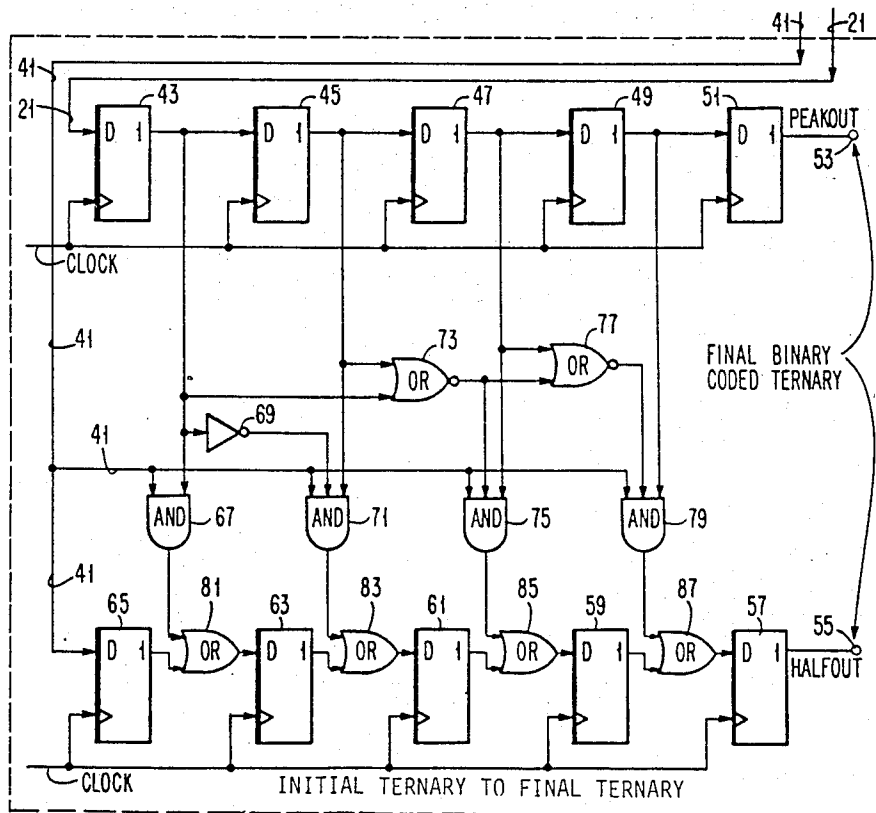 41 21
41
21
43 45 47 49 51
D 1 D 1 D 1 D 1 D 1
PEAKOUT
53
CLOCK
41
73 77
OR OR
FINAL BINARY
CODED TERNARY
69
41
AND 67 AND 71 AND 75 AND 79
41
65 81 63 83 61 85 59 87 57
D 1 OR D 1 OR D 1 OR D 1 OR D 1
55
HALFOUT
CLOCK
INITIAL TERNARY TO FINAL TERNARY